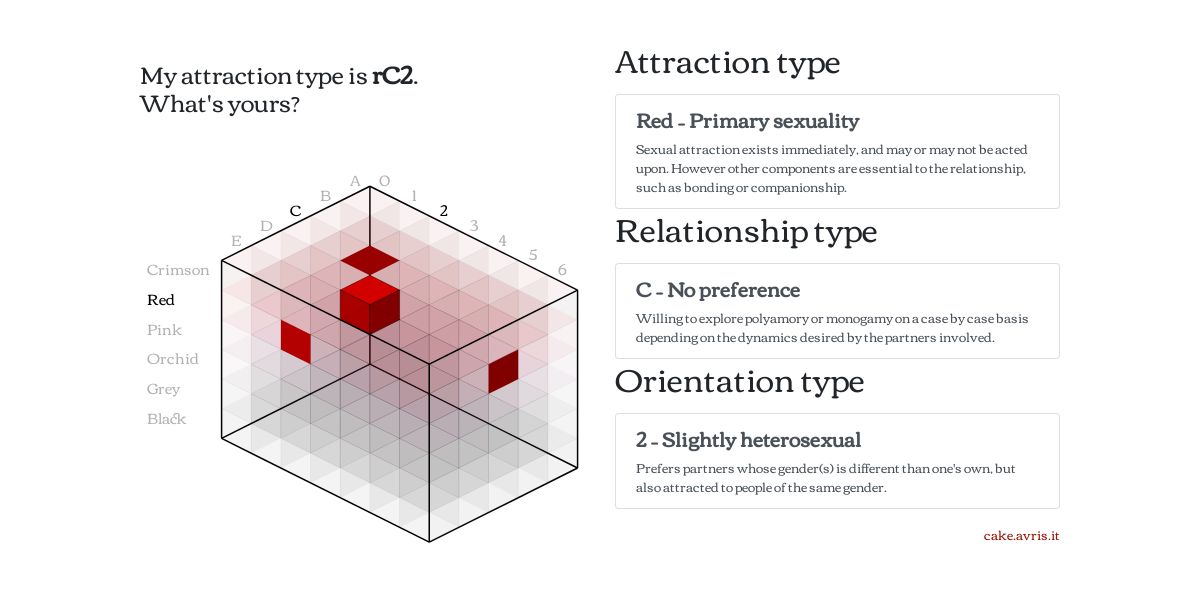 My attraction type is rC2.
What's yours?
A O
B 1
C 2
D 3
E 4
5
6
Crimson
Red
Pink
Orchid
Grey
Black
Attraction type
Red - Primary sexuality
Sexual attraction exists immediately, and may or may not be acted
upon. However other components are essential to the relationship,
such as bonding or companionship.
Relationship type
C - No preference
Willing to explore polyamory or monogamy on a case by case basis
depending on the dynamics desired by the partners involved.
Orientation type
2 - Slightly heterosexual
Prefers partners whose gender(s) is different than one's own, but
also attracted to people of the same gender.
cake.avris.it